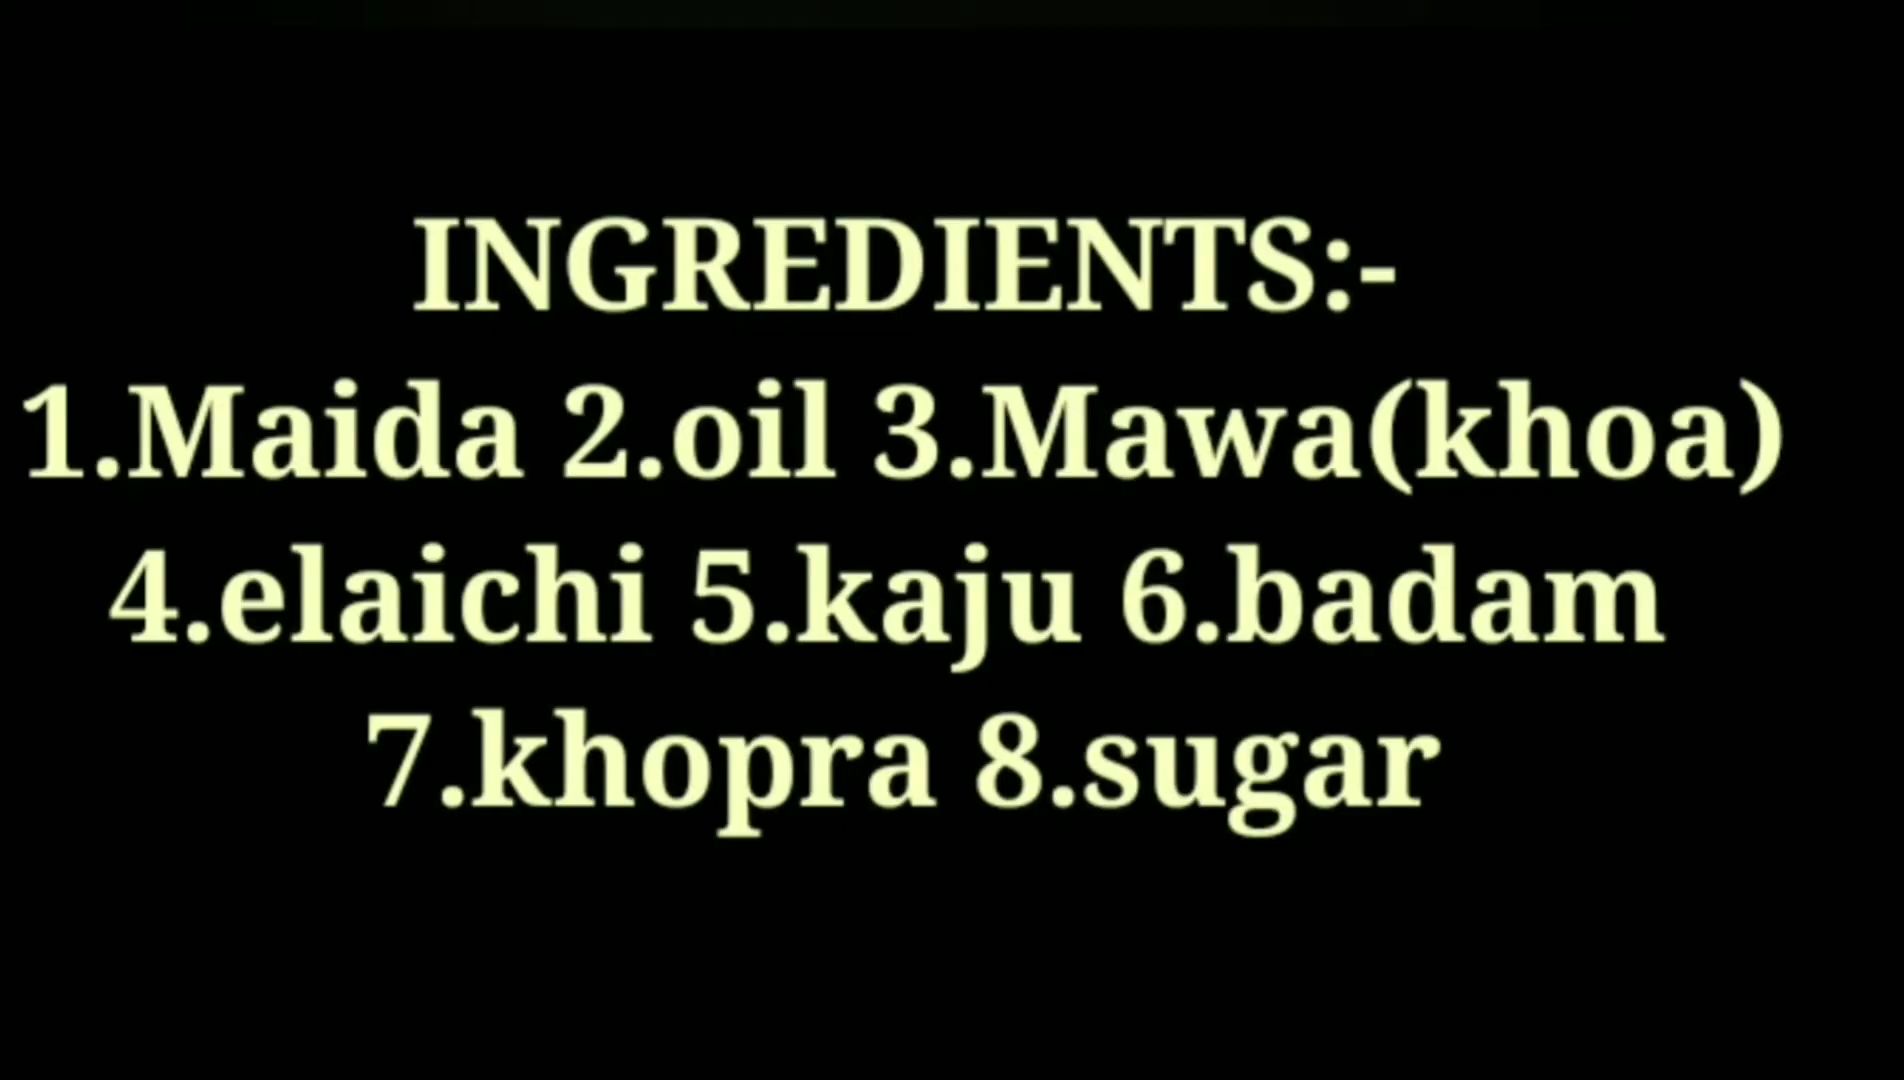 INGREDIENTS:-
1.Maida 2.oil 3.Mawa(khoa)
4.elaichi 5.kaju 6.badam
7.khopra 8.sugar